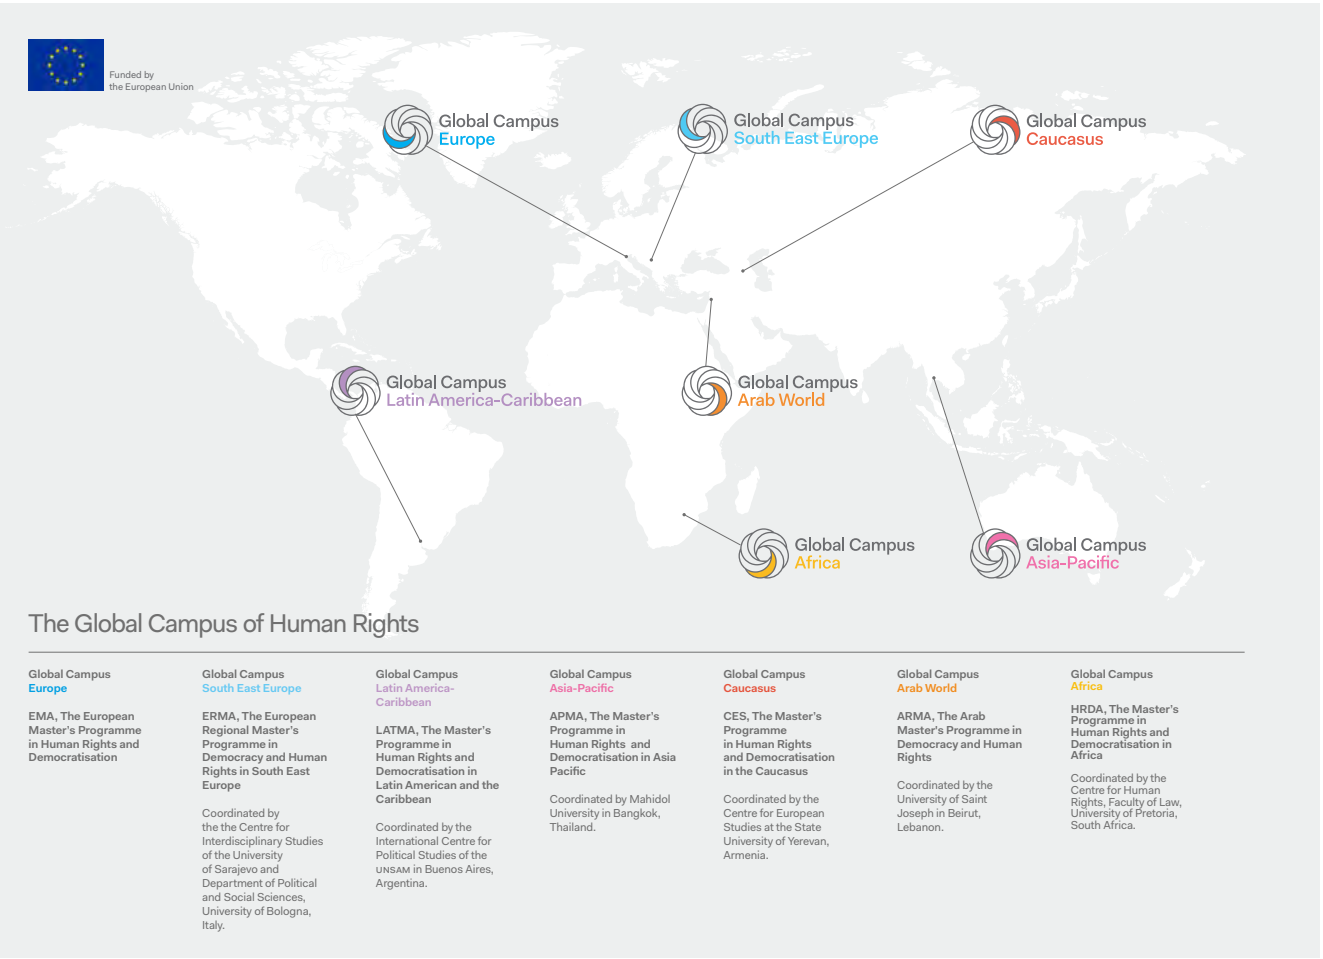 Funded by
the European Union
Global Campus
Europe
Global Campus
South East Europe
Global Campus
Caucasus
Global Campus
Latin America-Caribbean
Global Campus
Arab World
Global Campus
Africa
Global Campus
Asia-Pacific
The Global Campus of Human Rights
Global Campus
Europe
EMA, The European
Master's Programme
in Human Rights and
Democratisation
Global Campus
South East Europe
ERMA, The European
Regional Master's
Programme in
Democracy and Human
Rights in South East
Europe
Coordinated by
the the Centre for
Interdisciplinary Studies
of the University
of Sarajevo and
Department of Political
and Social Sciences,
University of Bologna,
Italy.
Global Campus
Latin America-
Caribbean
LATMA, The Master's
Programme in
Human Rights and
Democratisation in
Latin American and the
Caribbean
Coordinated by the
International Centre for
Political Studies of the
UNSAM in Buenos Aires,
Argentina.
Global Campus
Asia-Pacific
APMA, The Master's
Programme in
Human Rights and
Democratisation in Asia
Pacific
Coordinated by Mahidol
University in Bangkok,
Thailand.
Global Campus
Caucasus
CES, The Master's
Programme
in Human Rights
and Democratisation
in the Caucasus
Coordinated by the
Centre for European
Studies at the State
University of Yerevan,
Armenia.
Global Campus
Arab World
ARMA, The Arab
Master's Programme in
Democracy and Human
Rights
Coordinated by the
University of Saint
Joseph in Beirut,
Lebanon.
Global Campus
Africa
HRDA, The Master's
Programme in
Human Rights and
Democratisation in
Africa
Coordinated by the
Centre for Human
Rights, Faculty of Law,
University of Pretoria,
South Africa.